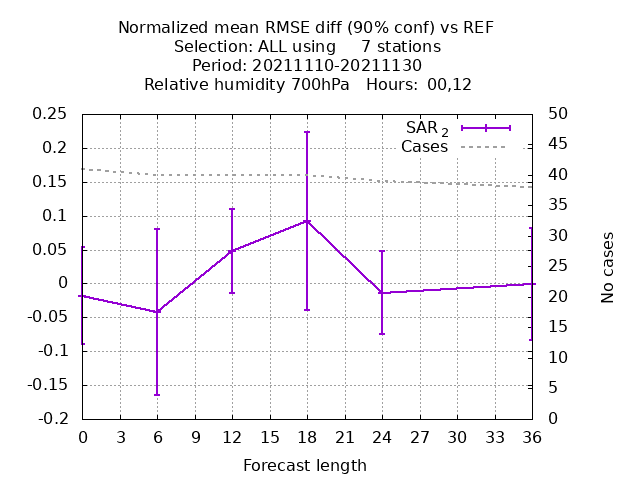 Normalized mean RMSE diff (90% conf) vs REF
Selection: ALL using     7 stations
Period: 20211110-20211130
Relative humidity 700hPa   Hours: 00,12
SAR 2
Cases
0.25
0.2
0.15
0.1
0.05
0
-0.05
-0.1
-0.15
-0.2
50
45
40
35
30
25
20
15
10
5
0
No cases
0 3 6 9 12 15 18 21 24 27 30 33 36
Forecast length